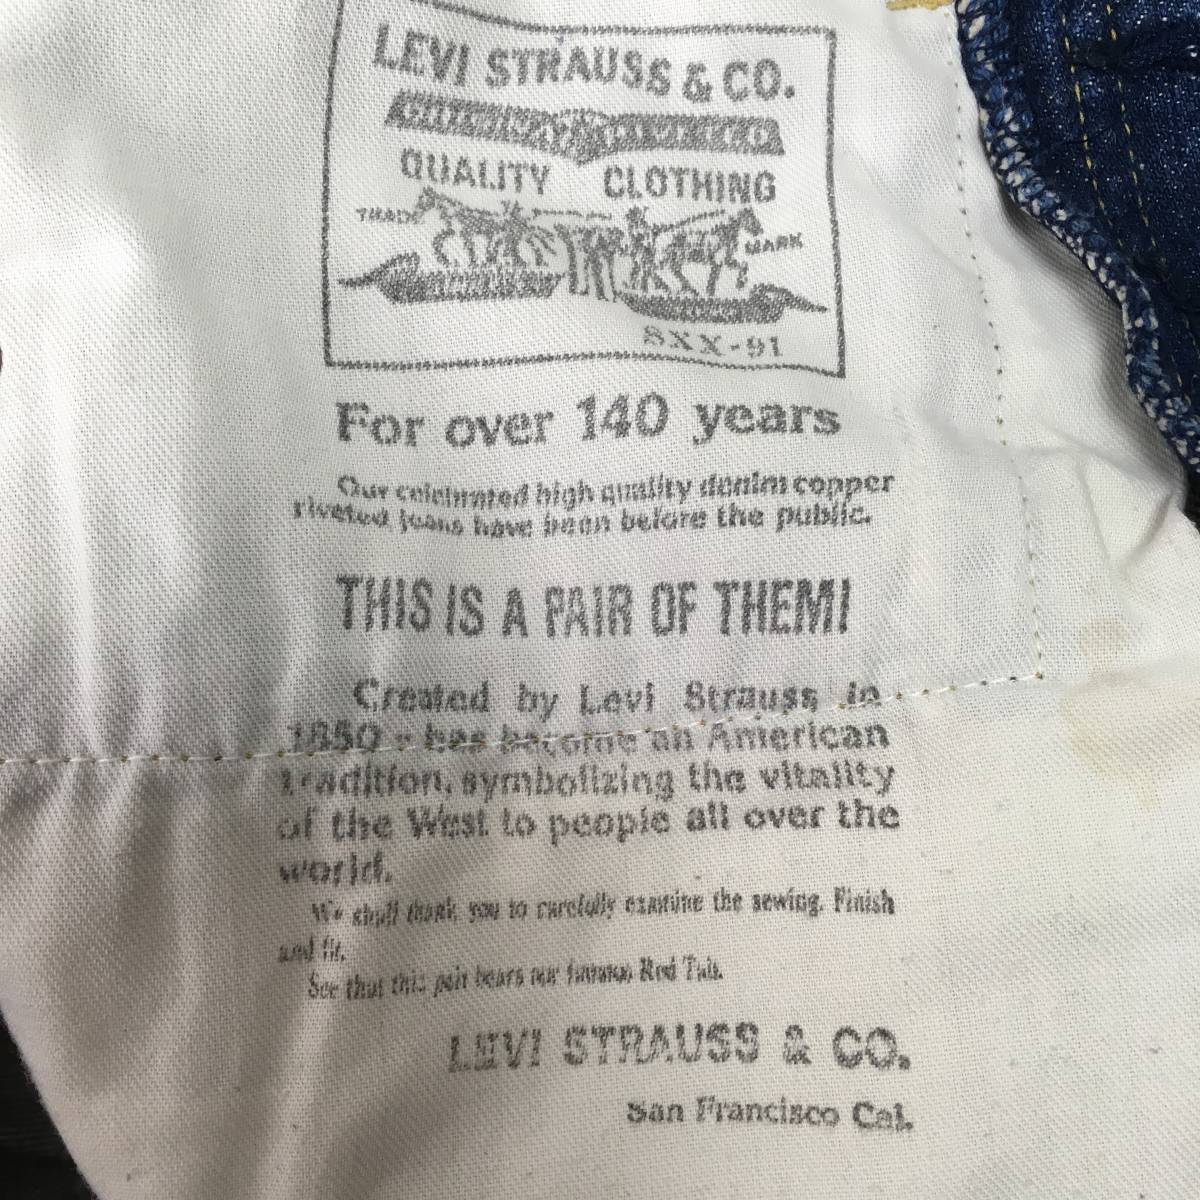 LEVI STRAUSS & CO.
QUALITY CLOTHING
TRADE MARK
SXX-91
For over 140 years
Our celebrated high quality denim copper
riveted jeans have been before the public.
THIS IS A PAIR OF THEM!
Created by Levi Strauss in
1850 - has become an American
tradition, symbolizing the vitality
of the West to people all over the
world.
We shall thank you to carefully examine the sewing. Finish
and fit.
See that this pair bears our famous Red Tab.
LEVI STRAUSS & CO.
San Francisco Cal.